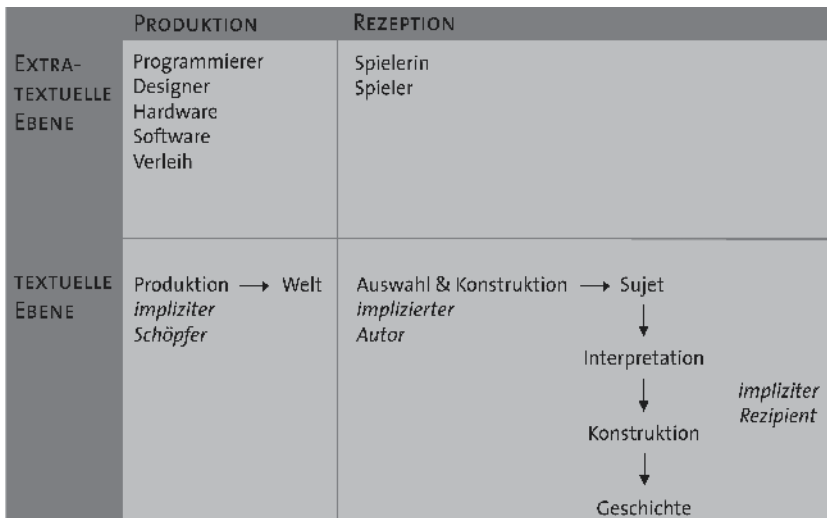 PRODUKTION REZEPTION
EXTRA-
TEXTUELLE
EBENE
Programmierer
Designer
Hardware
Software
Verleih
Spielerin
Spieler
TEXTUELLE
EBENE
Produktion → Welt
impliziter
Schöpfer
Auswahl & Konstruktion → Sujet
implizierter
Autor
Interpretation
impliziter
Rezipient
Konstruktion
Geschichte